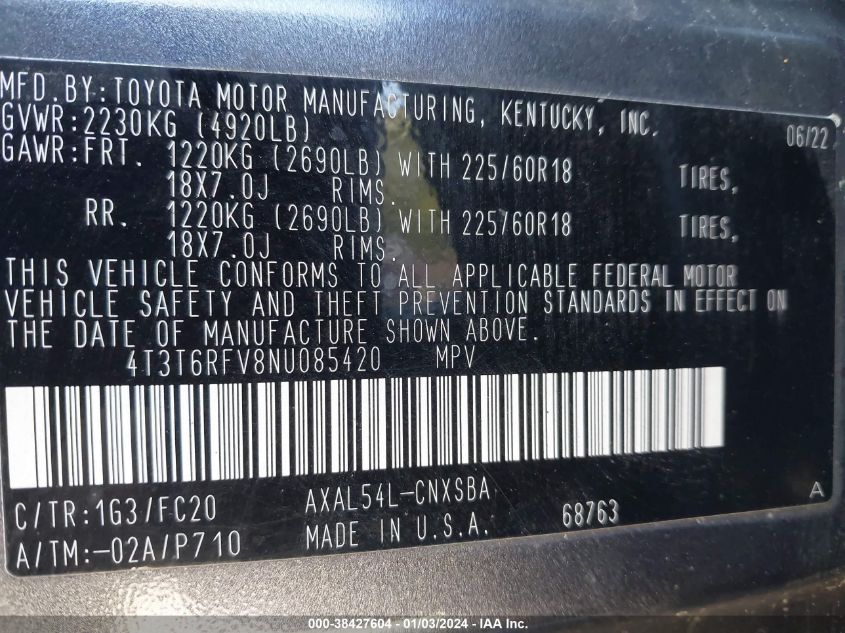 MFD. BY: TOYOTA MOTOR MANUFACTURING, KENTUCKY, INC.
GVWR: 2230KG (4920LB) 06/22
GAWR: FRT. 1220KG (2690LB) WITH 225/60R18 TIRES,
18X7.0J RIMS.
RR. 1220KG (2690LB) WITH 225/60R18 TIRES,
18X7.0J RIMS.
THIS VEHICLE CONFORMS TO ALL APPLICABLE FEDERAL MOTOR
VEHICLE SAFETY AND THEFT PREVENTION STANDARDS IN EFFECT ON
THE DATE OF MANUFACTURE SHOWN ABOVE.
4T3T6RFV8NU085420 MPV
C/TR: 1G3/FC20 AXAL54L-CNXSBA A
A/TM: -02A/P710 MADE IN U.S.A. 68763
000-38427604 - 01/03/2024 - IAA Inc.